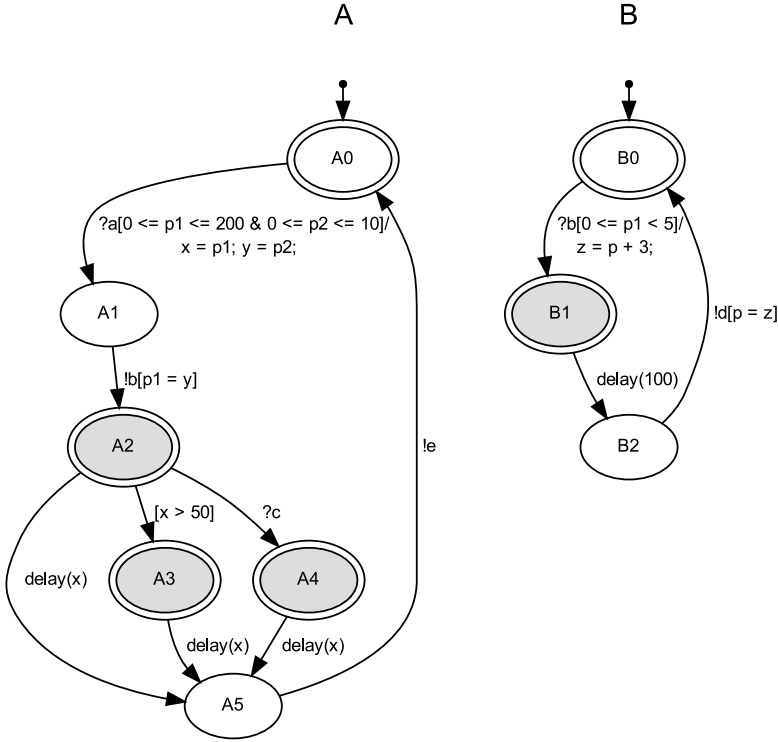 A
B
A0
B0
?a[0 <= p1 <= 200 & 0 <= p2 <= 10]/
x = p1; y = p2;
?b[0 <= p1 < 5]/
z = p + 3;
A1
B1
!d[p = z]
!b[p1 = y]
delay(100)
A2
!e
B2
[x > 50]
?c
delay(x)
A3
A4
delay(x)
delay(x)
A5